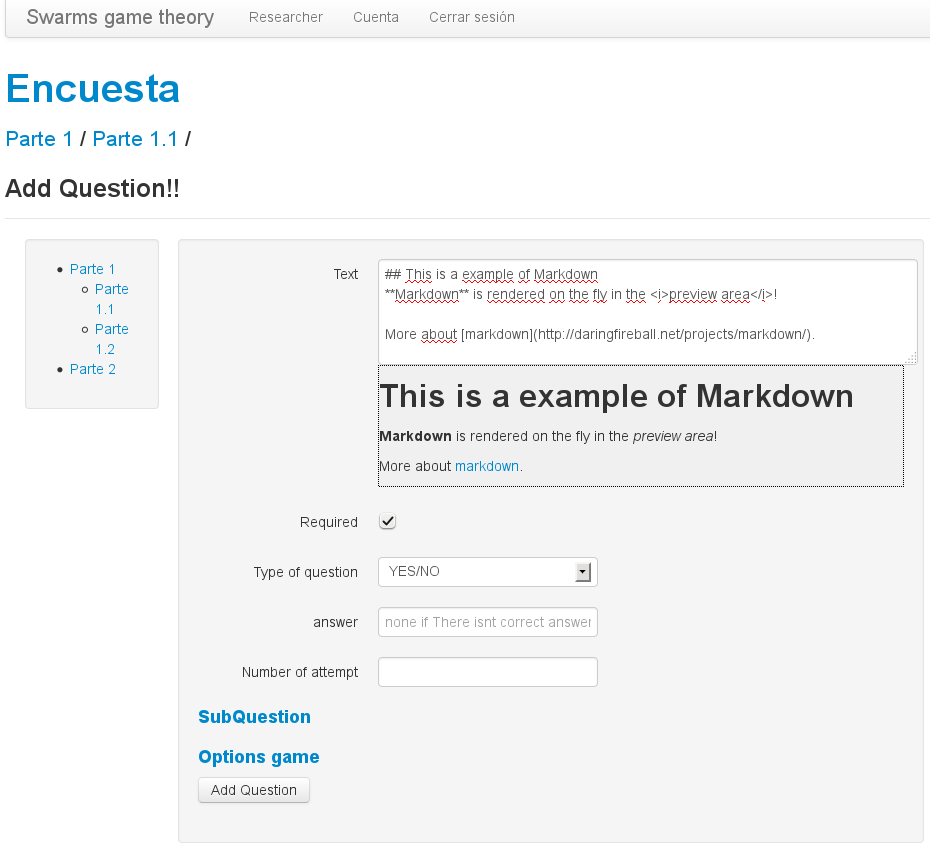 Swarms game theory Researcher Cuenta Cerrar sesión
Encuesta
Parte 1 / Parte 1.1 /
Add Question!!
Parte 1
Parte
1.1
Parte
1.2
Parte 2
Text
## This is a example of Markdown
**Markdown** is rendered on the fly in the <i>preview area</i>!
More about [markdown](http://daringfireball.net/projects/markdown/).
This is a example of Markdown
Markdown is rendered on the fly in the preview area!
More about markdown.
Required
Type of question YES/NO
answer none if There isnt correct answer
Number of attempt
SubQuestion
Options game
Add Question